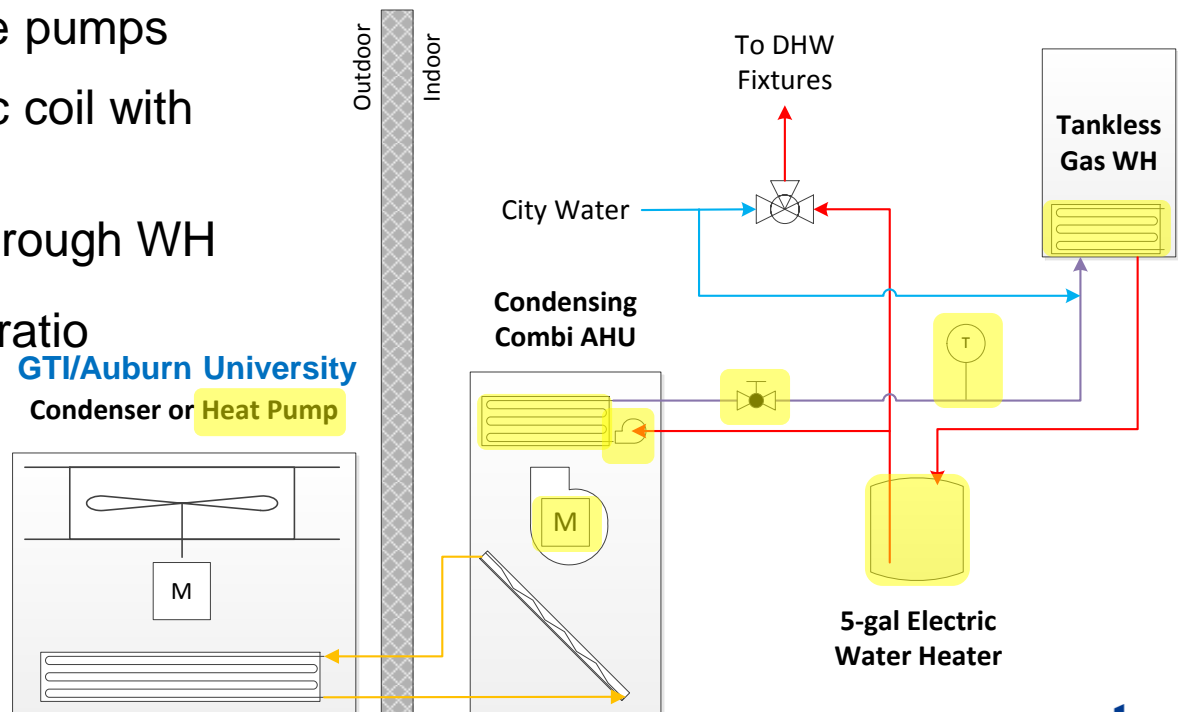 e pumps
c coil with
rough WH
ratio
GTI/Auburn University
Condenser or Heat Pump
M
Outdoor
Indoor
To DHW
Fixtures
City Water
Condensing
Combi AHU
M
T
Tankless
Gas WH
5-gal Electric
Water Heater